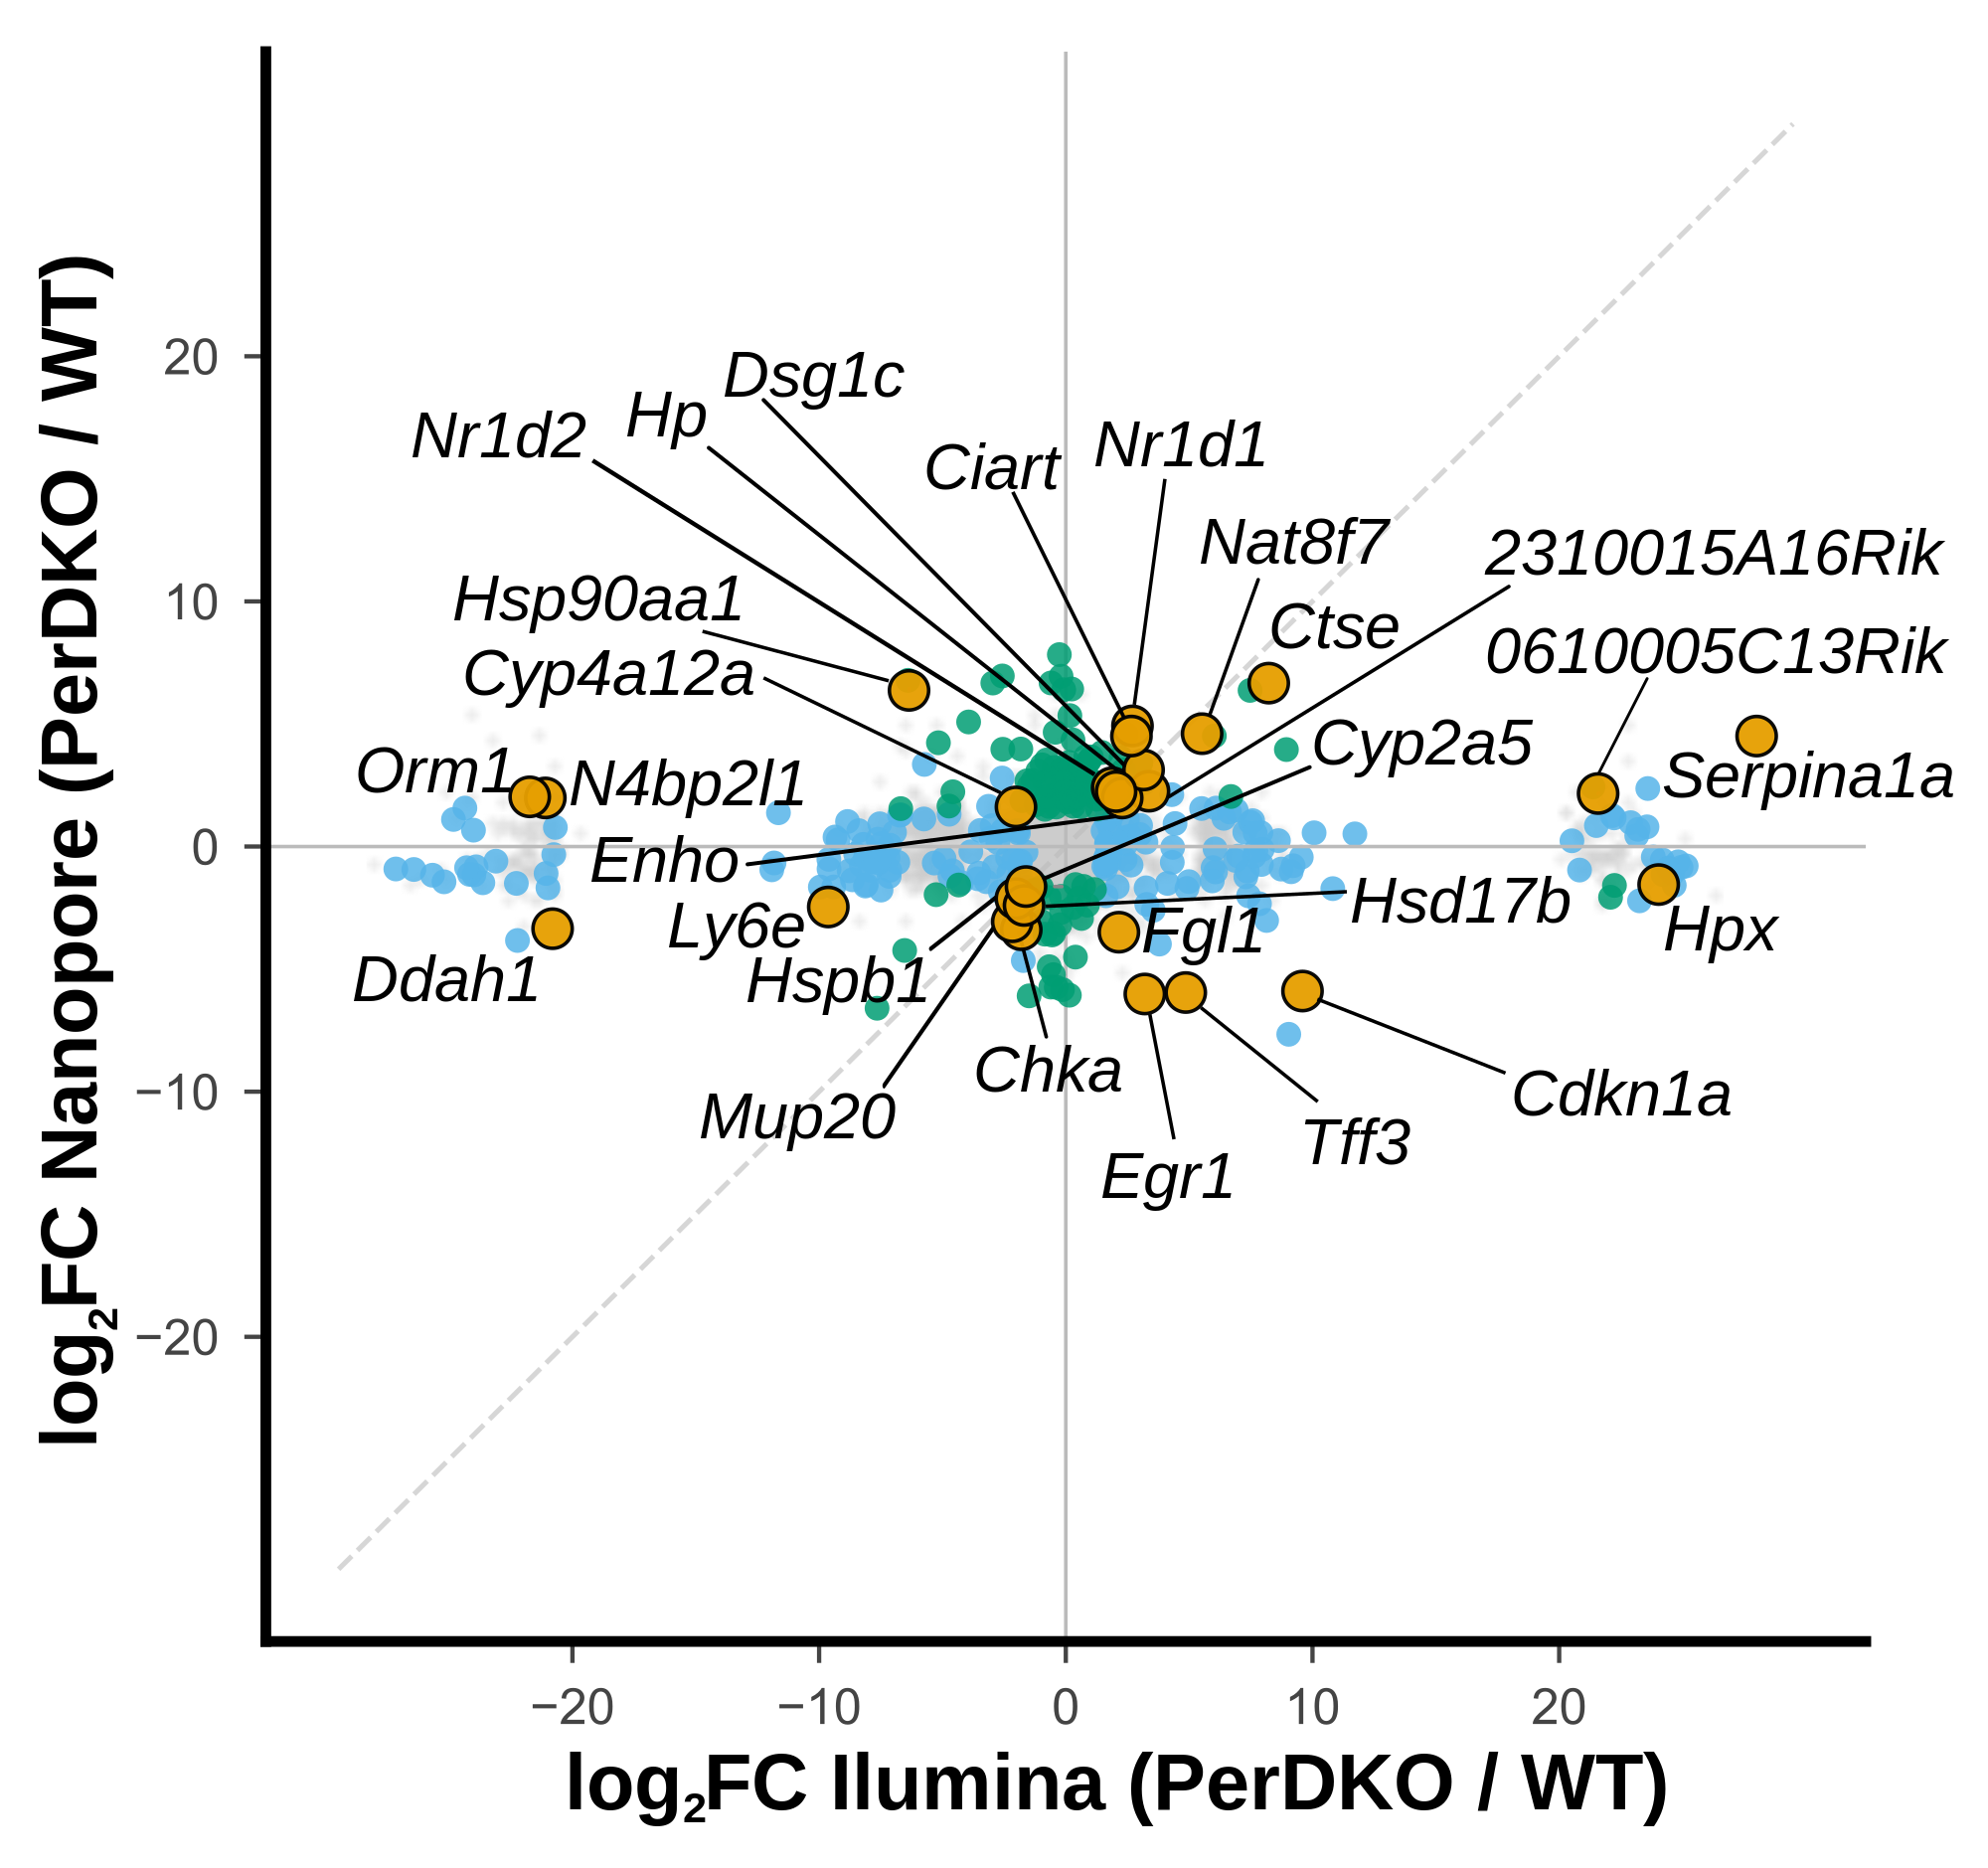 Dsg1c
Hp
Nr1d2
Ciart
Nr1d1
Nat8f7
2310015A16Rik
Hsp90aa1
Ctse
0610005C13Rik
Cyp4a12a
Cyp2a5
Orm1
N4bp2l1
Serpina1a
Enho
Hsd17b
Ly6e
Fgl1
Hpx
Ddah1
Hspb1
Chka
Cdkn1a
Mup20
Tff3
Egr1
20
10
0
−10
−20
−20
−10
0
10
20
log2FC Ilumina (PerDKO / WT)
log2FC Nanopore (PerDKO / WT)